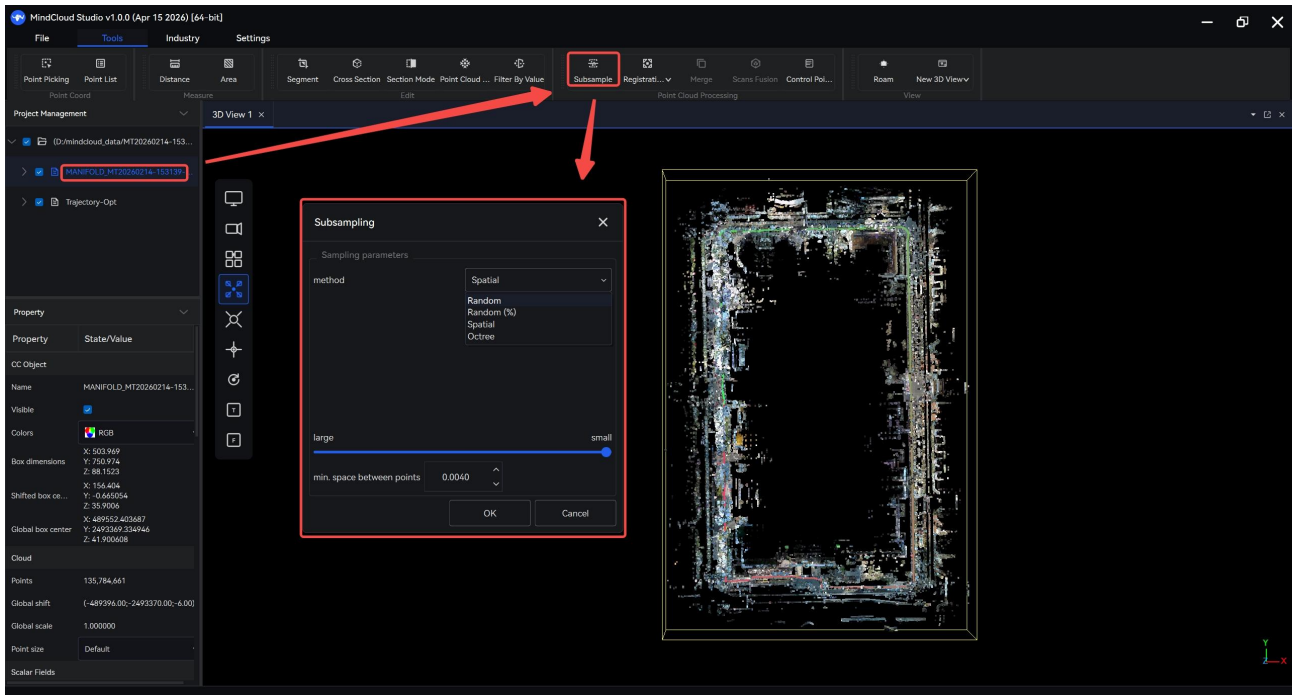 MindCloud Studio v1.0.0 (Apr 15 2026) [64-bit]
File Tools Industry Settings
Point Picking Point List Distance Area Segment Cross Section Section Mode Point Cloud ... Filter By Value Subsample Registrati... Merge Scans Fusion Control Poi... Roam New 3D View
Point Coord Measure Edit Point Cloud Processing View
Project Management
3D View 1
(D:/mindcloud_data/MT20260214-153...
MANIFOLD_MT20260214-153139-...
Trajectory-Opt
Property
Property State/Value
CC Object
Name MANIFOLD_MT20260214-153...
Visible
Colors RGB
Box dimensions
X: 503.969
Y: 750.974
Z: 88.1523
Shifted box ce...
X: 156.404
Y: -0.665054
Z: 35.9006
Global box center
X: 489552.403687
Y: 2493369.334946
Z: 41.900608
Cloud
Points 135,784,661
Global shift (-489396.00;-2493370.00;-6.00)
Global scale 1.000000
Point size Default
Scalar Fields
T
F
Subsampling
Sampling parameters
method Spatial
Random
Random (%)
Spatial
Octree
large small
min. space between points 0.0040
OK Cancel
Y
Z X